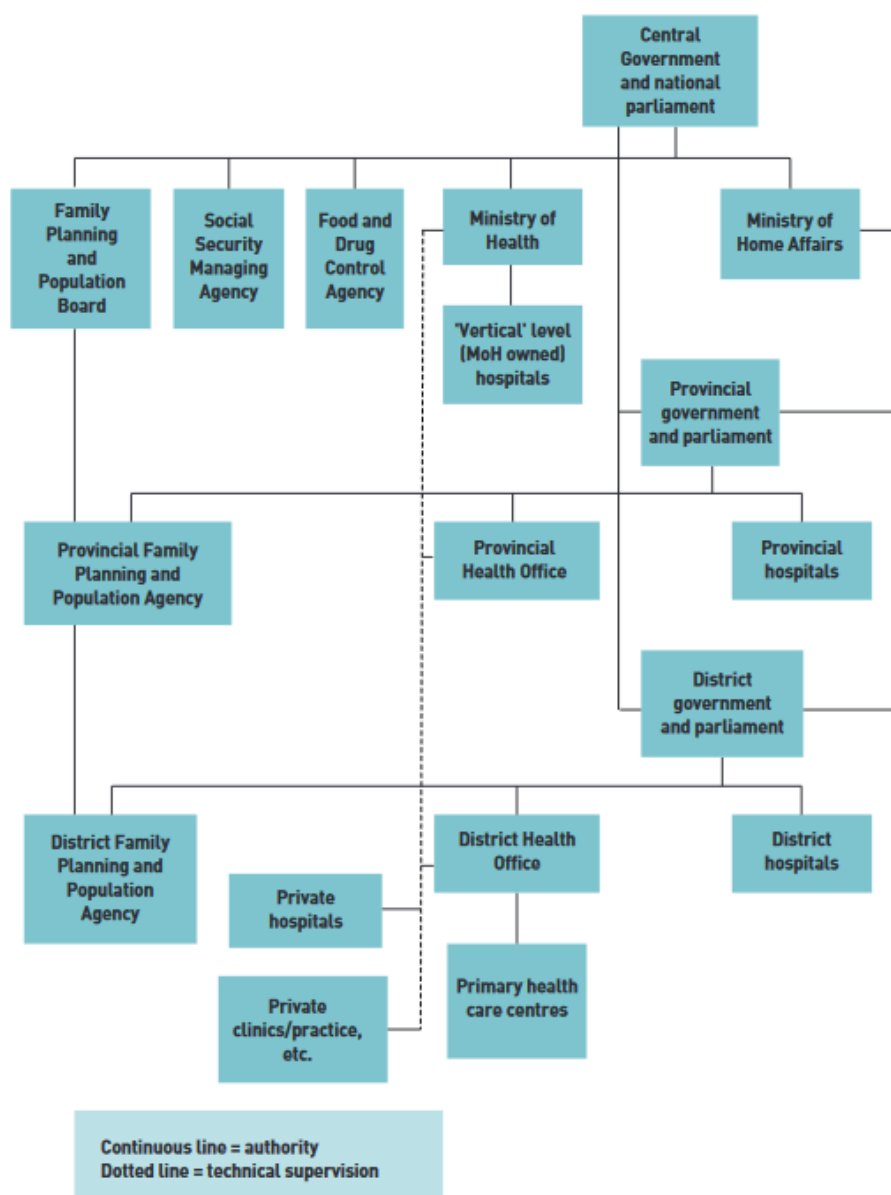 Central
Government
and national
parliament
Family
Planning
and
Population
Board
Social
Security
Managing
Agency
Food and
Drug
Control
Agency
Ministry of
Health
Ministry of
Home Affairs
'Vertical' level
(MoH owned)
hospitals
Provincial
government
and parliament
Provincial Family
Planning and
Population Agency
Provincial
Health Office
Provincial
hospitals
District
government
and parliament
District Family
Planning and
Population
Agency
District Health
Office
District
hospitals
Private
hospitals
Primary health
care centres
Private
clinics/practice,
etc.
Continuous line = authority
Dotted line = technical supervision